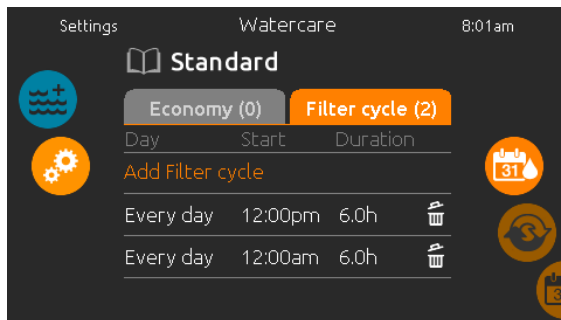 Settings Watercare 8:01am
Standard
Economy (0) Filter cycle (2)
Day Start Duration
Add Filter cycle
31
Every day 12:00pm 6.0h
Every day 12:00am 6.0h